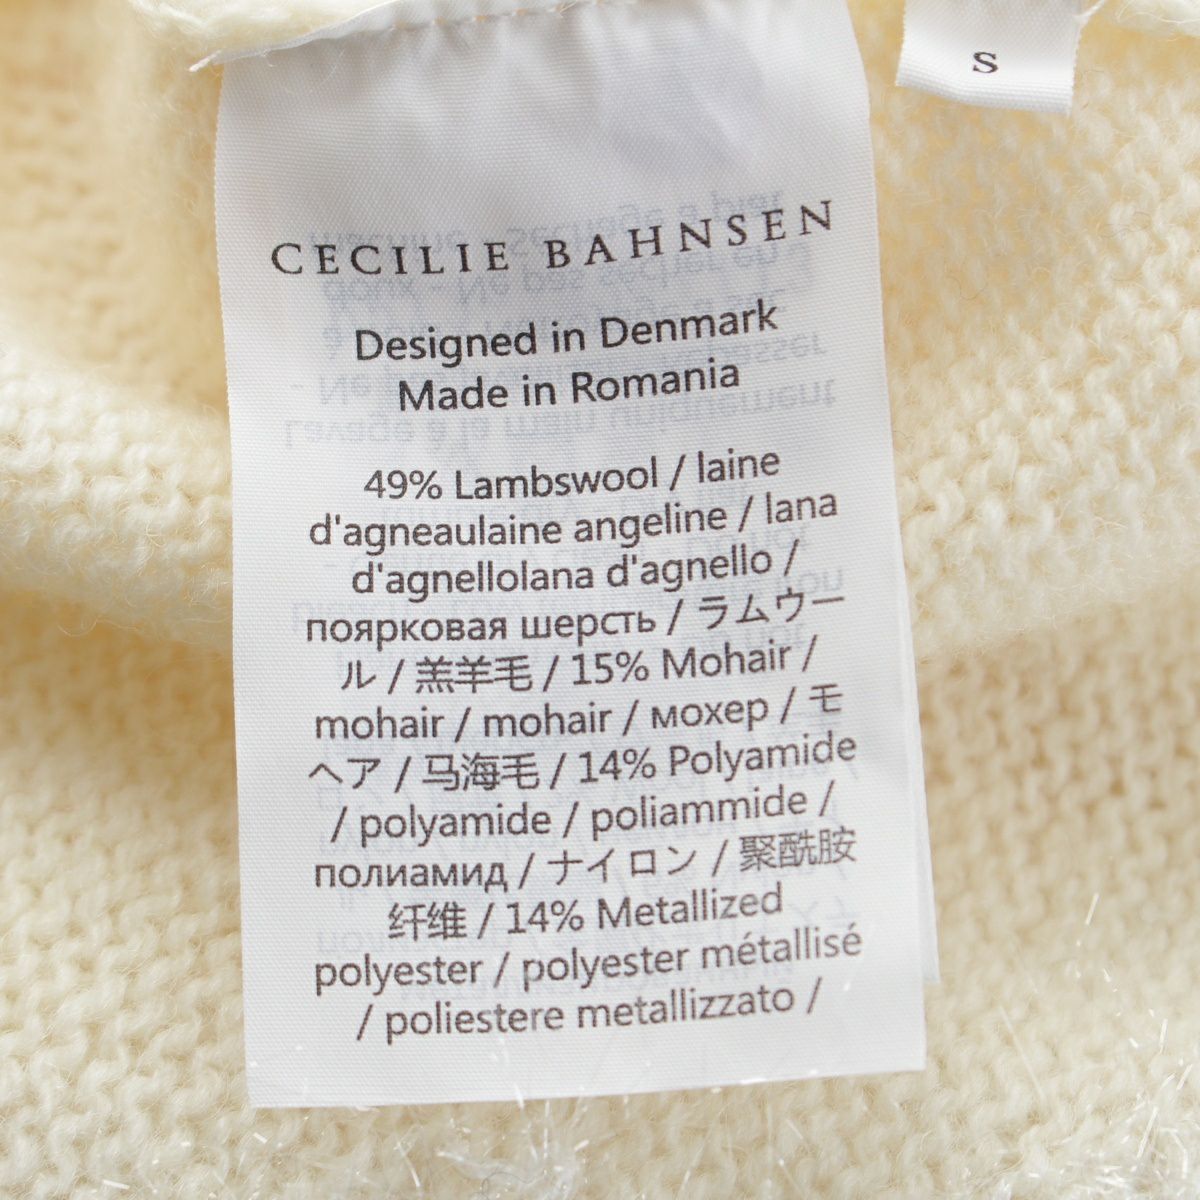 S
CECILIE BAHNSEN
Designed in Denmark
Made in Romania
49% Lambswool / laine
d'agneaulaine angeline / lana
d'agnellolana d'agnello /
поярковая шерсть / ラムウー
ル / 羔羊毛 / 15% Mohair /
mohair / mohair / мохер / モ
ヘア / 马海毛 / 14% Polyamide
/ polyamide / poliammide /
полиамид / ナイロン / 聚酰胺
纤维 / 14% Metallized
polyester / polyester métallisé
/ poliestere metallizzato /